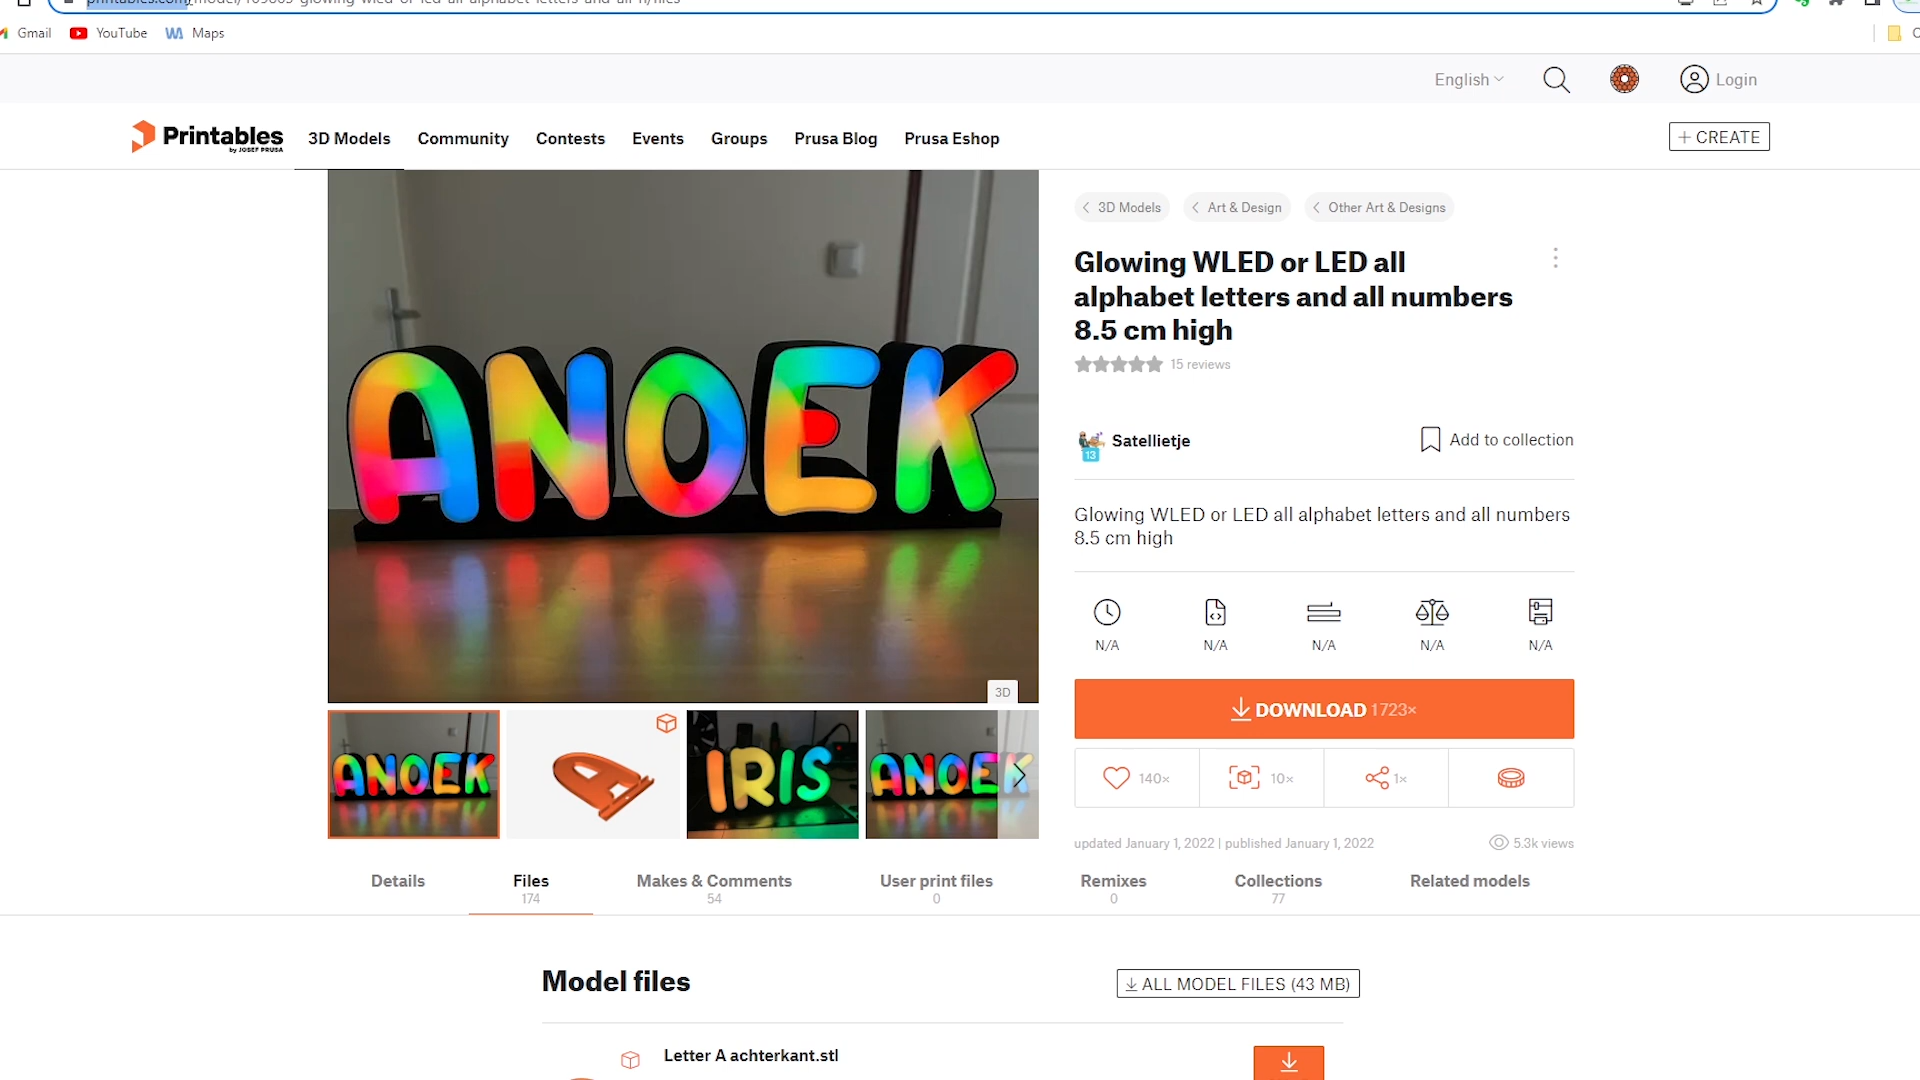 printables.com
Gmail
YouTube
Maps
English
Login
Printables
by JOSEF PRUSA
3D Models
Community
Contests
Events
Groups
Prusa Blog
Prusa Eshop
+ CREATE
3D Models
Art & Design
Other Art & Designs
Glowing WLED or LED all
alphabet letters and all numbers
8.5 cm high
15 reviews
13
Satellietje
Add to collection
Glowing WLED or LED all alphabet letters and all numbers
8.5 cm high
N/A
N/A
N/A
N/A
N/A
DOWNLOAD 1723×
140×
10×
1×
updated January 1, 2022 | published January 1, 2022
5.3k views
ANOEK
3D
ANOEK
A
IRIS
ANOEK
Details
Files
174
Makes & Comments
54
User print files
0
Remixes
0
Collections
77
Related models
Model files
ALL MODEL FILES (43 MB)
Letter A achterkant.stl